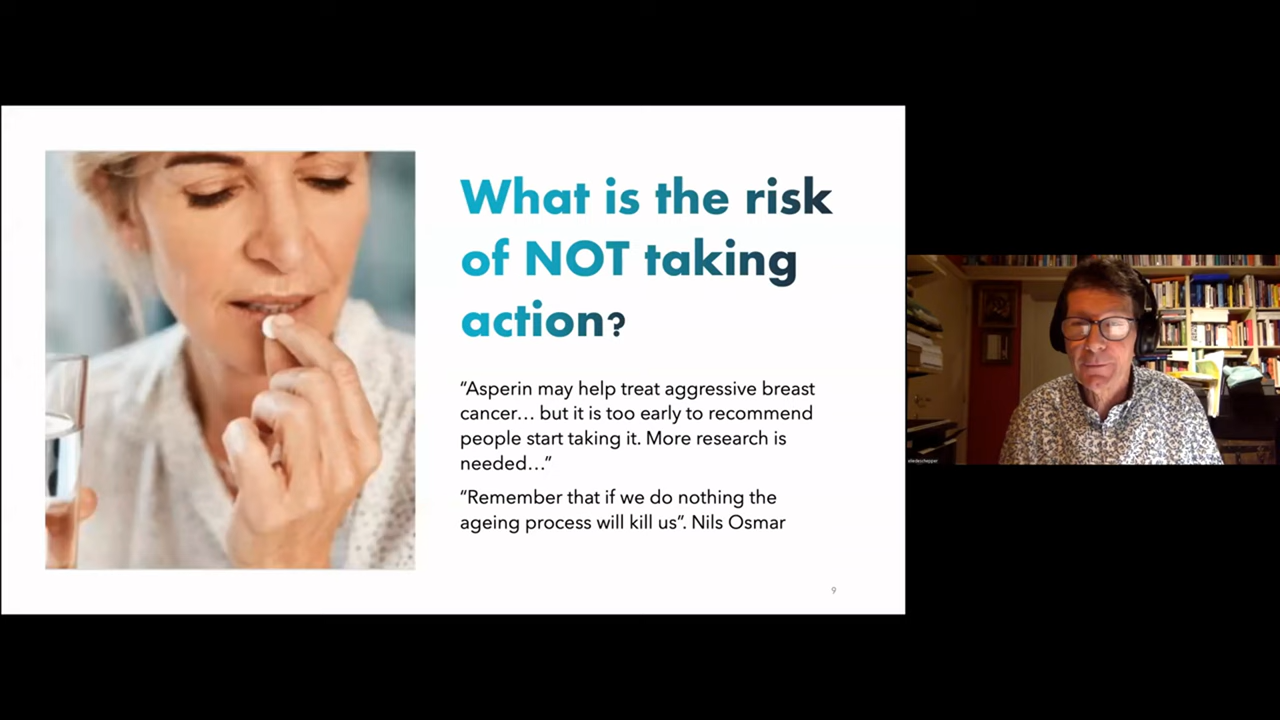 What is the risk
of NOT taking
action?
“Asperin may help treat aggressive breast
cancer... but it is too early to recommend
people start taking it. More research is
needed...”
“Remember that if we do nothing the
ageing process will kill us”. Nils Osmar
9